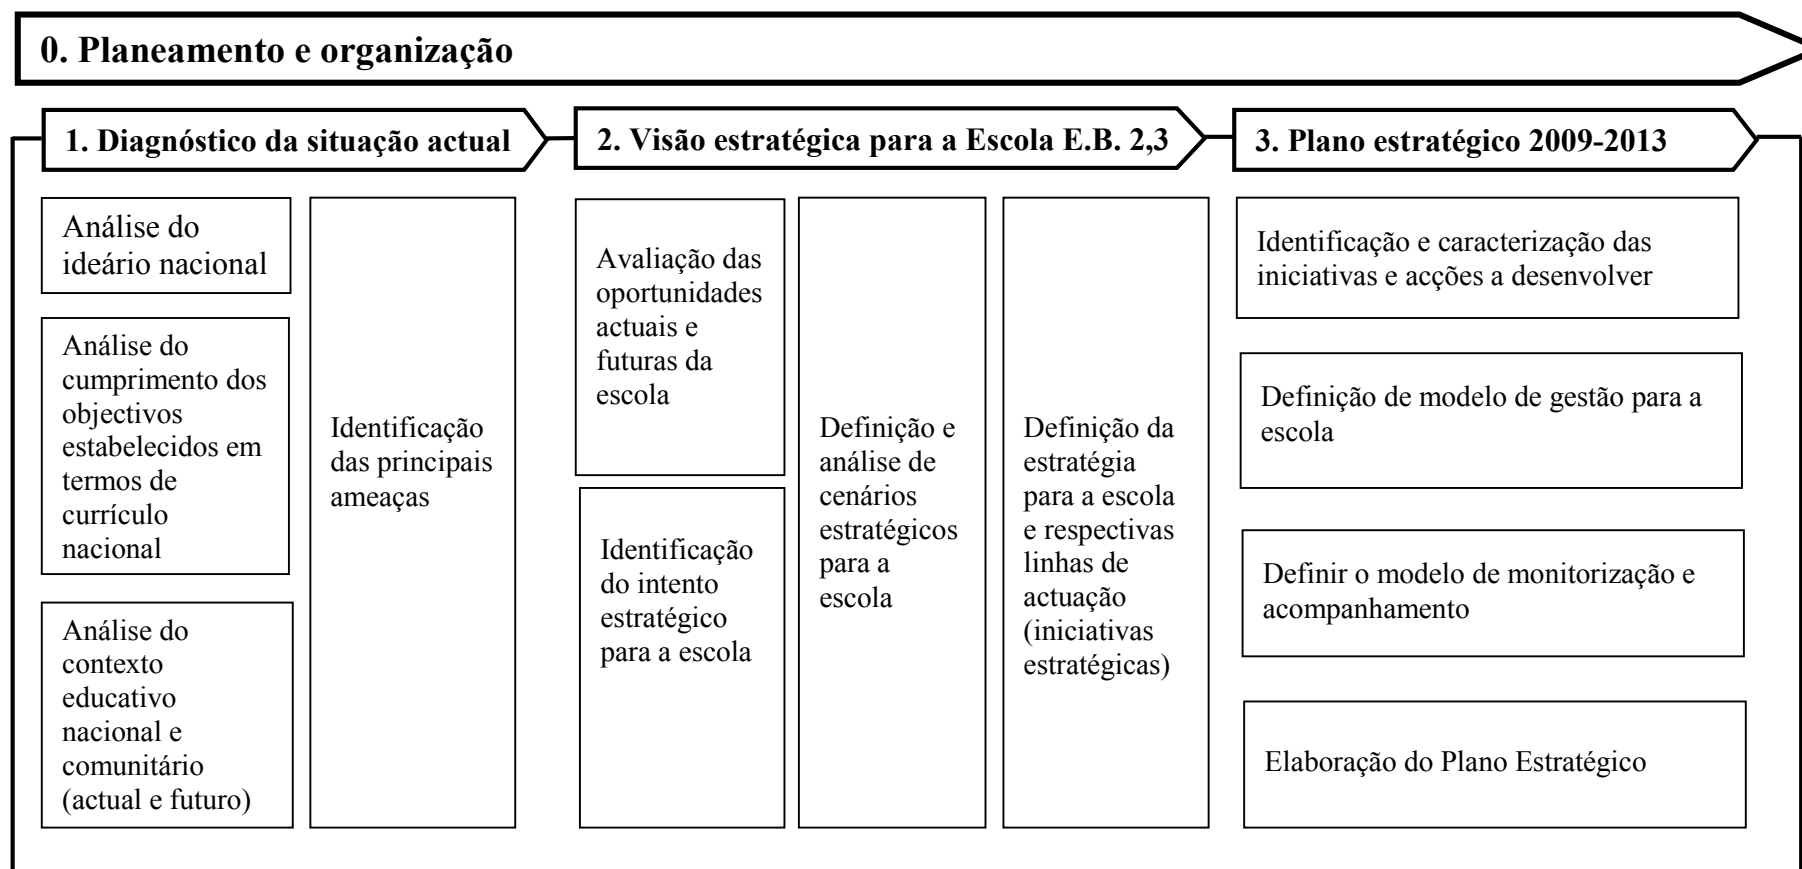 0. Planeamento e organização
1. Diagnóstico da situação actual
2. Visão estratégica para a Escola E.B. 2,3
3. Plano estratégico 2009-2013
Análise do
ideário nacional
Análise do
cumprimento dos
objectivos
estabelecidos em
termos de
currículo
nacional
Análise do
contexto
educativo
nacional e
comunitário
(actual e futuro)
Identificação
das principais
ameaças
Avaliação das
oportunidades
actuais e
futuras da
escola
Identificação
do intento
estratégico
para a escola
Definição e
análise de
cenários
estratégicos
para a
escola
Definição da
estratégia
para a escola
e respectivas
linhas de
actuação
(iniciativas
estratégicas)
Identificação e caracterização das
iniciativas e acções a desenvolver
Definição de modelo de gestão para a
escola
Definir o modelo de monitorização e
acompanhamento
Elaboração do Plano Estratégico